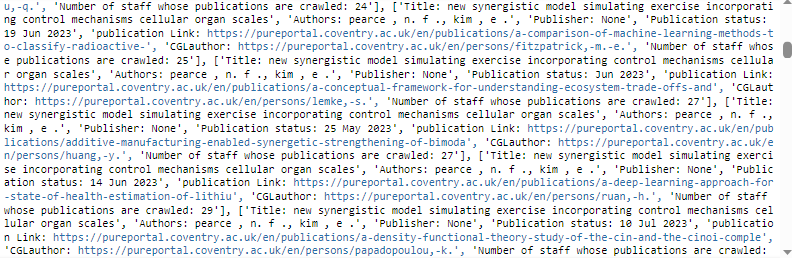 u,-q.', 'Number of staff whose publications are crawled: 24'], ['Title: new synergistic model simulating exercise incorporati
ng control mechanisms cellular organ scales', 'Authors: pearce , n. f ., kim , e .', 'Publisher: None', 'Publication status:
19 Jun 2023', 'publication Link: https://pureportal.coventry.ac.uk/en/publications/a-comparison-of-machine-learning-methods-t
o-classify-radioactive-', 'CGLauthor: https://pureportal.coventry.ac.uk/en/persons/fitzpatrick,-m.-e.', 'Number of staff whos
e publications are crawled: 25'], ['Title: new synergistic model simulating exercise incorporating control mechanisms cellula
r organ scales', 'Authors: pearce , n. f ., kim , e .', 'Publisher: None', 'Publication status: Jun 2023', 'publication Link:
https://pureportal.coventry.ac.uk/en/publications/a-conceptual-framework-for-understanding-ecosystem-trade-offs-and', 'CGLaut
hor: https://pureportal.coventry.ac.uk/en/persons/lemke,-s.', 'Number of staff whose publications are crawled: 27'], ['Title:
new synergistic model simulating exercise incorporating control mechanisms cellular organ scales', 'Authors: pearce , n. f .,
kim , e .', 'Publisher: None', 'Publication status: 25 May 2023', 'publication Link: https://pureportal.coventry.ac.uk/en/pub
lications/additive-manufacturing-enabled-synergetic-strengthening-of-bimoda', 'CGLauthor: https://pureportal.coventry.ac.uk/e
n/persons/huang,-y.', 'Number of staff whose publications are crawled: 27'], ['Title: new synergistic model simulating exerci
se incorporating control mechanisms cellular organ scales', 'Authors: pearce , n. f ., kim , e .', 'Publisher: None', 'Public
ation status: 14 Jun 2023', 'publication Link: https://pureportal.coventry.ac.uk/en/publications/a-deep-learning-approach-for
-state-of-health-estimation-of-lithiu', 'CGLauthor: https://pureportal.coventry.ac.uk/en/persons/ruan,-h.', 'Number of staff
whose publications are crawled: 29'], ['Title: new synergistic model simulating exercise incorporating control mechanisms cel
lular organ scales', 'Authors: pearce , n. f ., kim , e .', 'Publisher: None', 'Publication status: 10 Jul 2023', 'publicatio
n Link: https://pureportal.coventry.ac.uk/en/publications/a-density-functional-theory-study-of-the-cin-and-the-cinoi-comple',
'CGLauthor: https://pureportal.coventry.ac.uk/en/persons/papadopoulou,-k.', 'Number of staff whose publications are crawled: